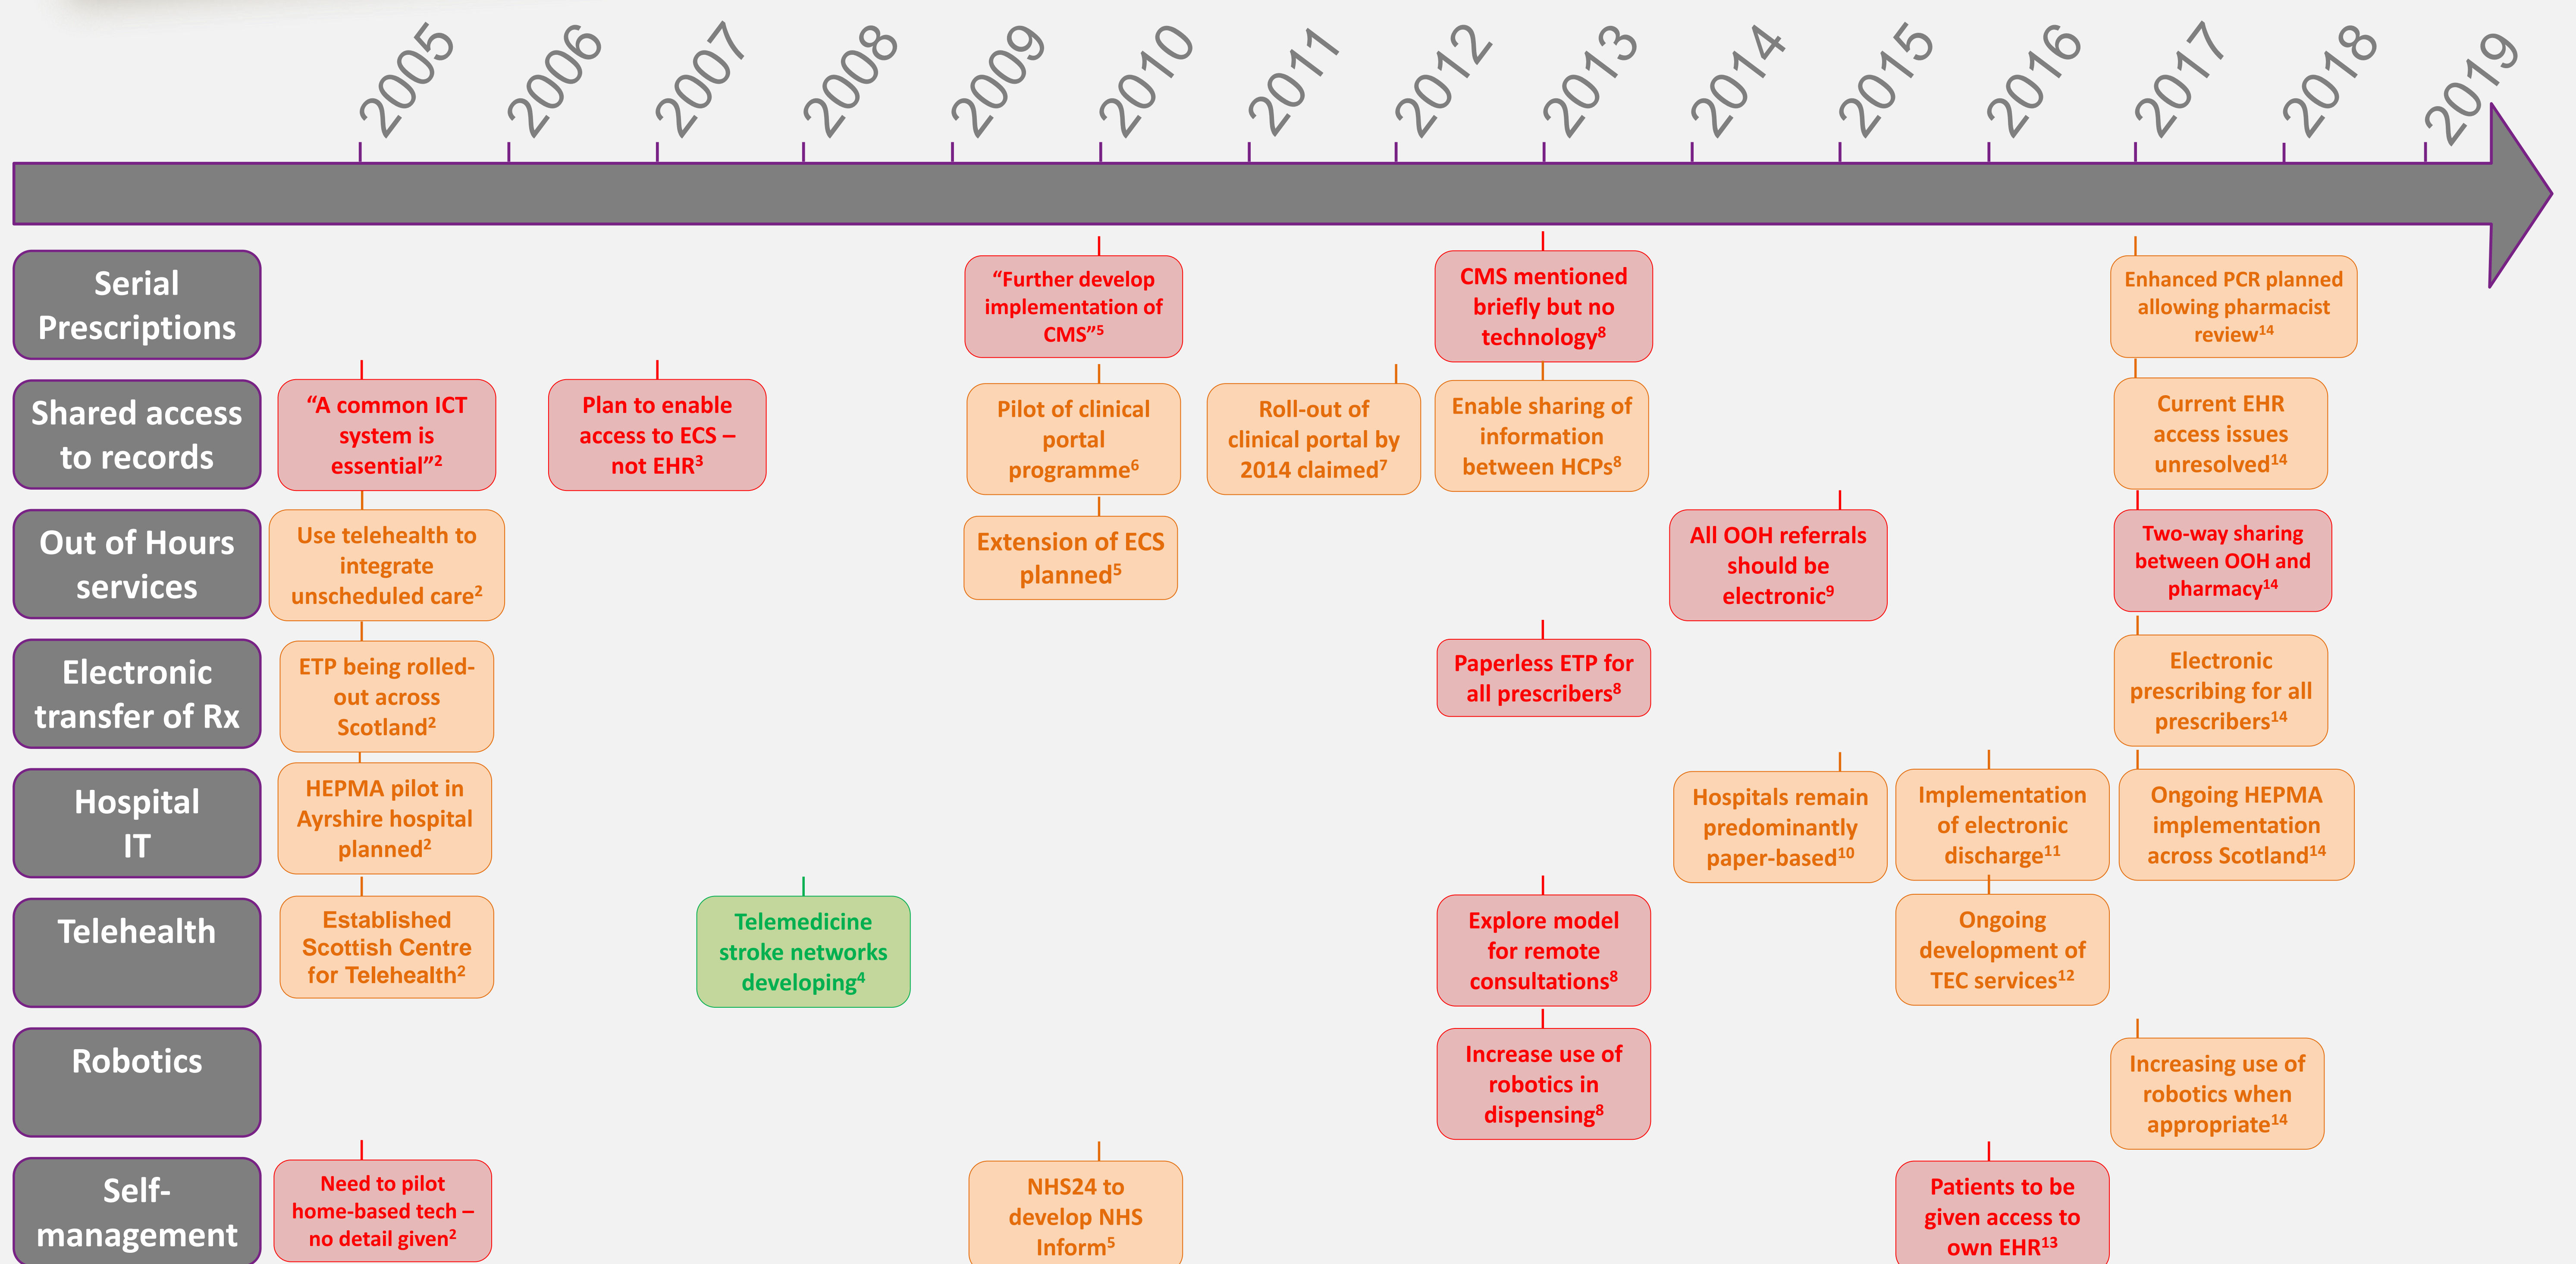 2005 2006 2007 2008 2009 2010 2011 2012 2013 2014 2015 2016 2017 2018 2019
Serial
Prescriptions
“Further develop
implementation of
CMS”⁵
CMS mentioned
briefly but no
technology⁸
Enhanced PCR planned
allowing pharmacist
review¹⁴
Shared access
to records
“A common ICT
system is
essential”²
Plan to enable
access to ECS –
not EHR³
Pilot of clinical
portal
programme⁶
Roll-out of
clinical portal by
2014 claimed⁷
Enable sharing of
information
between HCPs⁸
Current EHR
access issues
unresolved¹⁴
Out of Hours
services
Use telehealth to
integrate
unscheduled care²
Extension of ECS
planned⁵
All OOH referrals
should be
electronic⁹
Two-way sharing
between OOH and
pharmacy¹⁴
Electronic
transfer of Rx
ETP being rolled-
out across
Scotland²
Paperless ETP for
all prescribers⁸
Electronic
prescribing for all
prescribers¹⁴
Hospital
IT
HEPMA pilot in
Ayrshire hospital
planned²
Hospitals remain
predominantly
paper-based¹⁰
Implementation
of electronic
discharge¹¹
Ongoing HEPMA
implementation
across Scotland¹⁴
Telehealth
Established
Scottish Centre
for Telehealth²
Telemedicine
stroke networks
developing⁴
Explore model
for remote
consultations⁸
Ongoing
development of
TEC services¹²
Robotics
Increase use of
robotics in
dispensing⁸
Increasing use of
robotics when
appropriate¹⁴
Self-
management
Need to pilot
home-based tech –
no detail given²
NHS24 to
develop NHS
Inform⁵
Patients to be
given access to
own EHR¹³